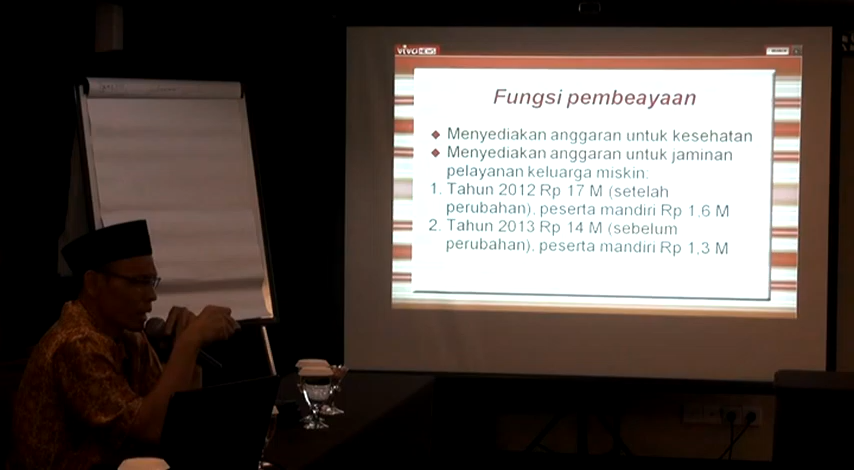 VIVONEWS
Fungsi pembeayaan
Menyediakan anggaran untuk kesehatan
Menyediakan anggaran untuk jaminan
pelayanan keluarga miskin:
1. Tahun 2012 Rp 17 M (setelah
perubahan), peserta mandiri Rp 1,6 M
2. Tahun 2013 Rp 14 M (sebelum
perubahan), peserta mandiri Rp 1,3 M